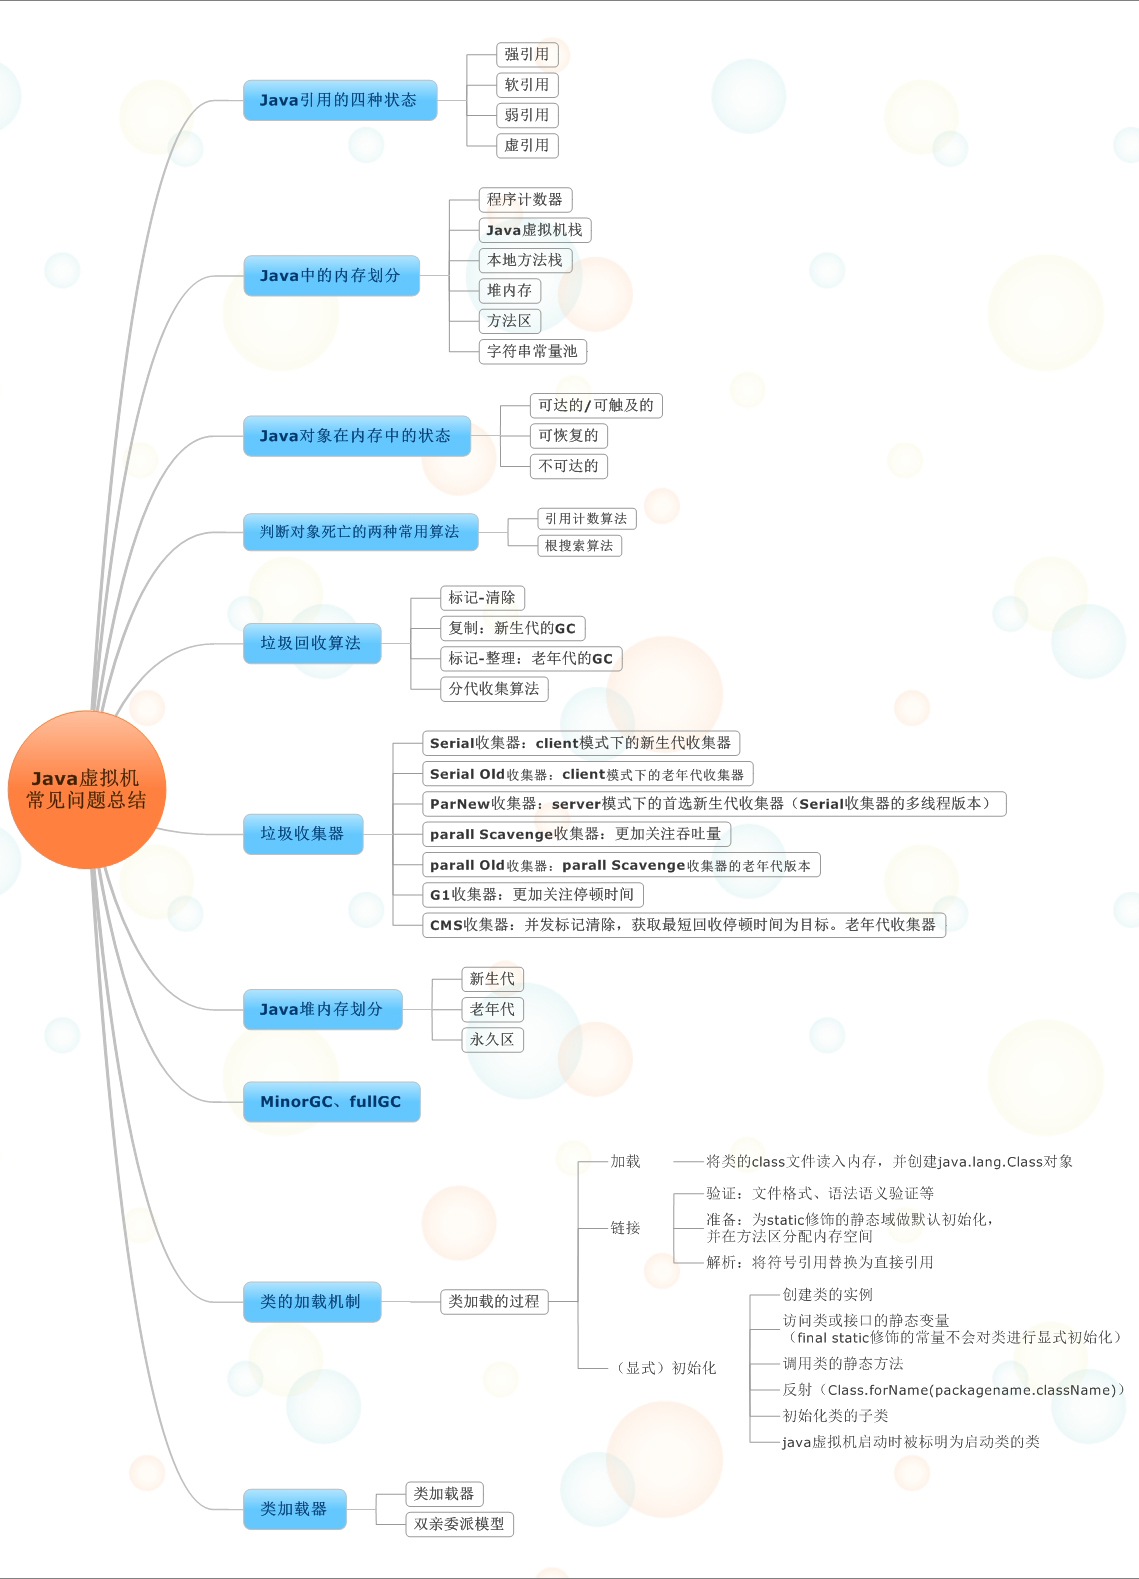 Java虚拟机
常见问题总结
Java引用的四种状态
强引用
软引用
弱引用
虚引用
Java中的内存划分
程序计数器
Java虚拟机栈
本地方法栈
堆内存
方法区
字符串常量池
Java对象在内存中的状态
可达的/可触及的
可恢复的
不可达的
判断对象死亡的两种常用算法
引用计数算法
根搜索算法
垃圾回收算法
标记-清除
复制：新生代的GC
标记-整理：老年代的GC
分代收集算法
垃圾收集器
Serial收集器：client模式下的新生代收集器
Serial Old收集器：client模式下的老年代收集器
ParNew收集器：server模式下的首选新生代收集器（Serial收集器的多线程版本）
parall Scavenge收集器：更加关注吞吐量
parall Old收集器：parall Scavenge收集器的老年代版本
G1收集器：更加关注停顿时间
CMS收集器：并发标记清除，获取最短回收停顿时间为目标。老年代收集器
Java堆内存划分
新生代
老年代
永久区
MinorGC、fullGC
类的加载机制
类加载的过程
加载
将类的class文件读入内存，并创建java.lang.Class对象
链接
验证：文件格式、语法语义验证等
准备：为static修饰的静态域做默认初始化，
并在方法区分配内存空间
解析：将符号引用替换为直接引用
（显式）初始化
创建类的实例
访问类或接口的静态变量
（final static修饰的常量不会对类进行显式初始化）
调用类的静态方法
反射（Class.forName(packagename.className)）
初始化类的子类
java虚拟机启动时被标明为启动类的类
类加载器
类加载器
双亲委派模型